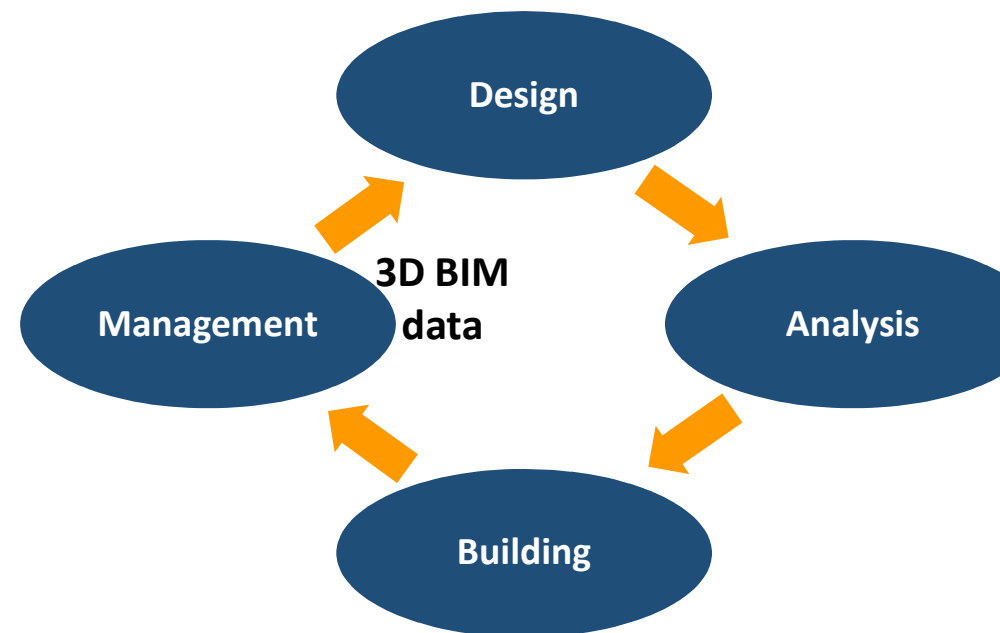 Design
3D BIM
data
Management
Analysis
Building